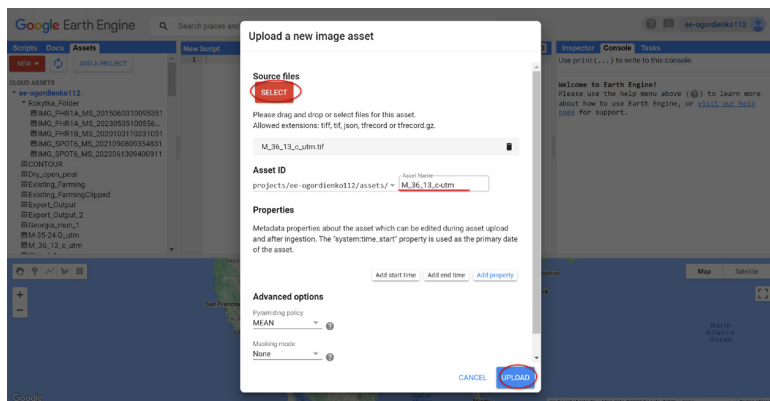 Google Earth Engine
Search places and
ee-ogordienko112
Scripts Docs Assets
NEW
ADD A PROJECT
CLOUD ASSETS
ee-ogordienko112
Rokytka_Folder
IMG_PHR1A_MS_2015060310095351
IMG_PHR1A_MS_20230505100556...
IMG_PHR1B_MS_2020100110331051
IMG_SPOT6_MS_2021090809354831
IMG_SPOT6_MS_2023061309400911
CONTOUR
Dry_open_peat
Existing_Farming
Existing_FarmingClipped
Export_Output
Export_Output_2
Georgia_mun_1
M-35-24-D_utm
M_36_13_c_utm
New Script
1
Upload a new image asset
Source files
SELECT
Please drag and drop or select files for this asset.
Allowed extensions: tiff, tif, json, tfrecord or tfrecord.gz.
M_36_13_c_utm.tif
Asset ID
projects/ee-ogordienko112/assets/
Asset Name
M_36_13_c-utm
Properties
Metadata properties about the asset which can be edited during asset upload
and after ingestion. The "system:time_start" property is used as the primary date
of the asset.
Add start time Add end time Add property
Advanced options
Pyramiding policy
MEAN
Masking mode
None
CANCEL UPLOAD
Inspector Console Tasks
Use print(...) to write to this console.
Welcome to Earth Engine!
Please use the help menu above (?) to learn more
about how to use Earth Engine, or visit our help
page for support.
Map Satellite
San Francisco
North
Atlantic
Ocean
Google